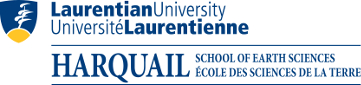 LaurentianUniversity
UniversitéLaurentienne
HARQUAIL SCHOOL OF EARTH SCIENCES
ÉCOLE DES SCIENCES DE LA TERRE